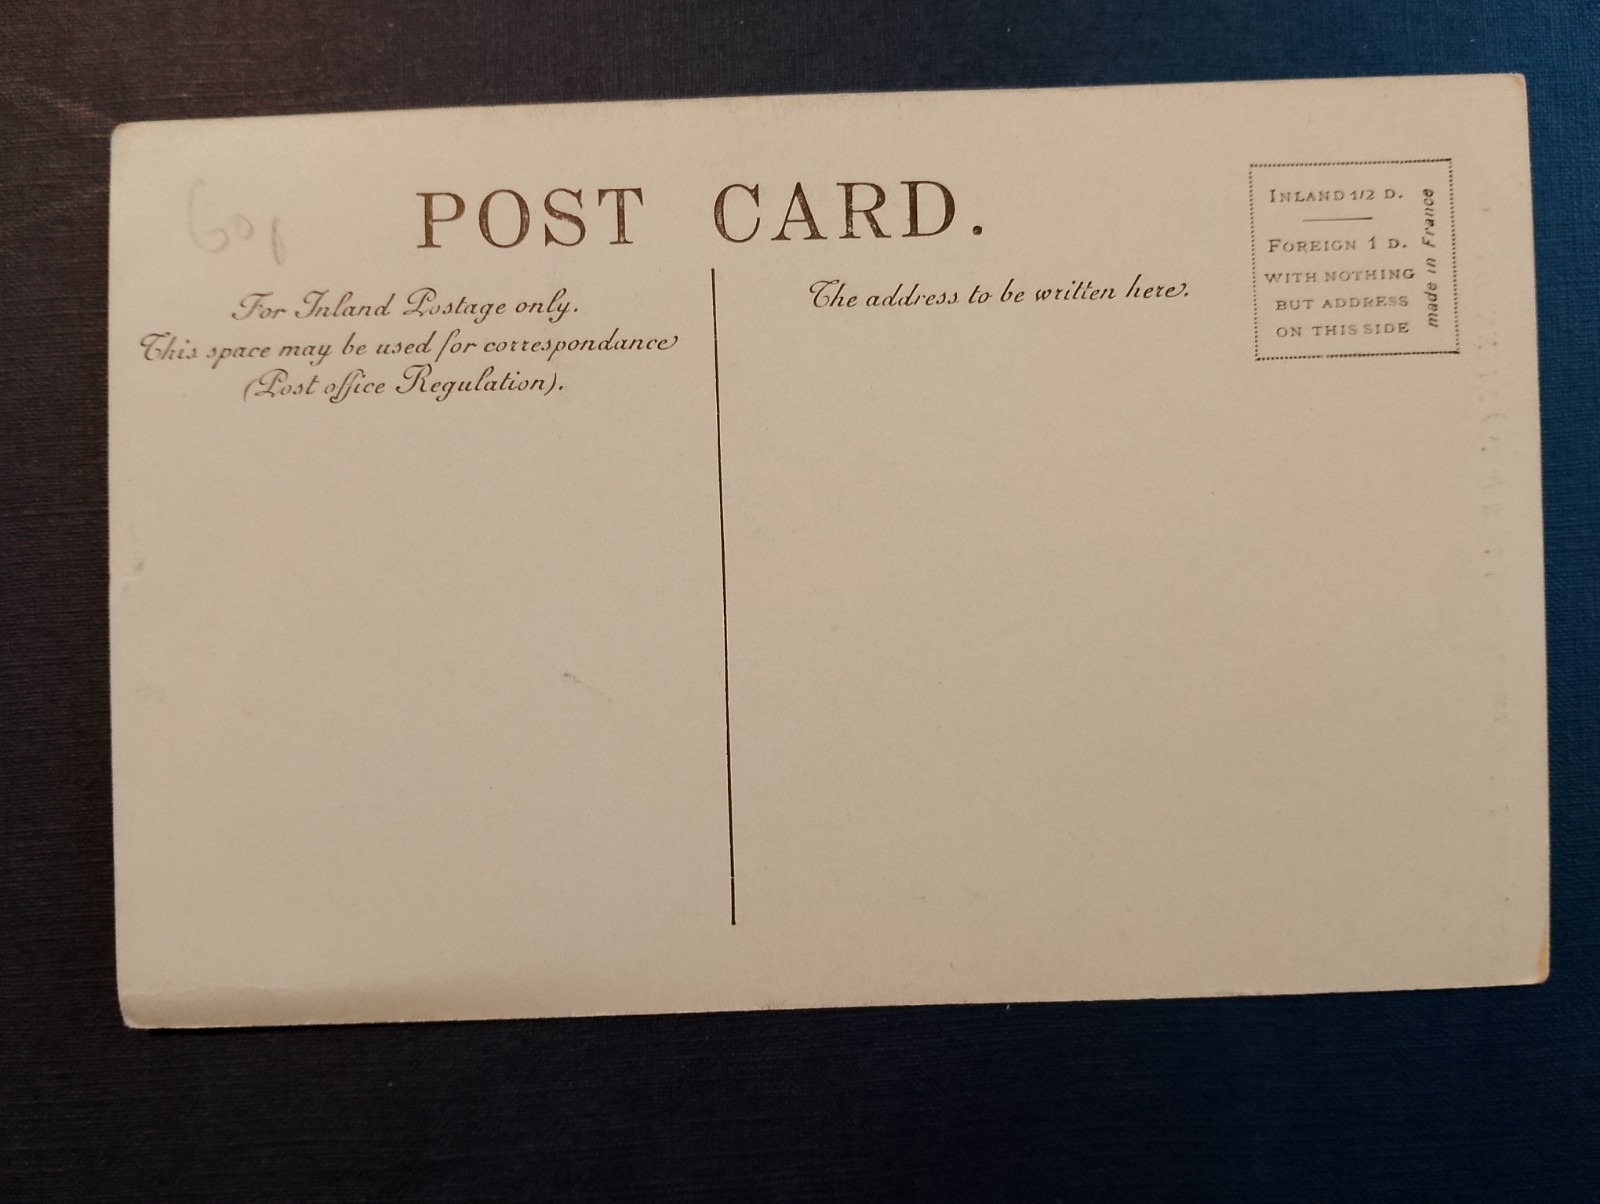 60p
POST CARD.
For Inland Postage only.
This space may be used for correspondance
(Post office Regulation).
The address to be written here.
INLAND 1/2 D.
FOREIGN 1 D.
WITH NOTHING
BUT ADDRESS
ON THIS SIDE
made in France